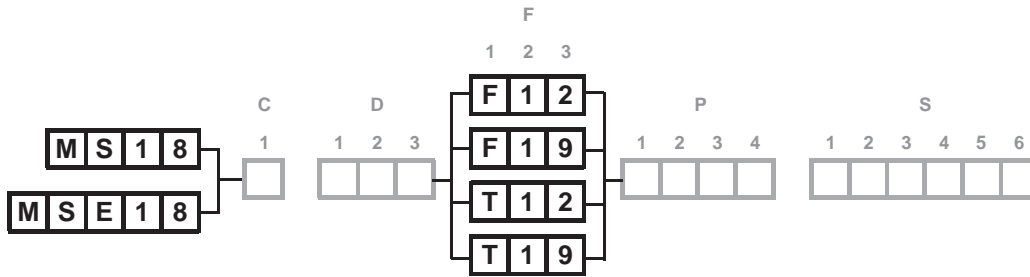 F
1 2 3
F 1 2
C D P S
1 1 2 3 1 2 3 4 1 2 3 4 5 6
M S 1 8
F 1 9
M S E 1 8
T 1 2
T 1 9